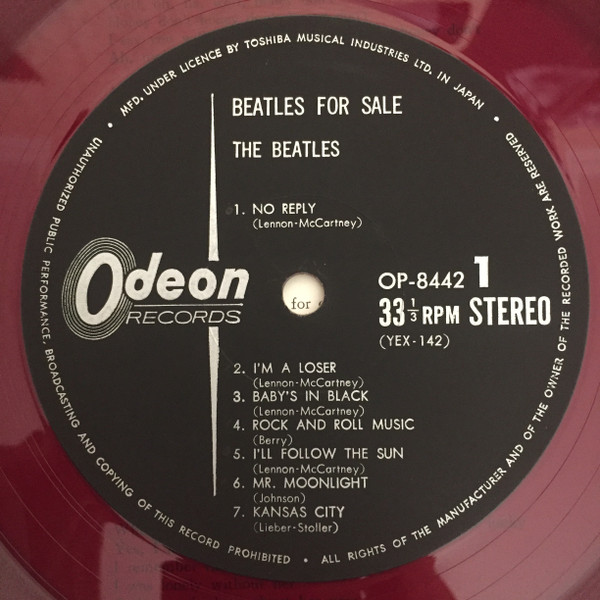 MFD. UNDER LICENCE BY TOSHIBA MUSICAL INDUSTRIES LTD. IN JAPAN
BEATLES FOR SALE
THE BEATLES
1. NO REPLY
(Lennon-McCartney)
Odeon
RECORDS
for
OP-8442 1
33 1/3 RPM STEREO
(YEX-142)
2. I'M A LOSER
(Lennon-McCartney)
3. BABY'S IN BLACK
(Lennon-McCartney)
4. ROCK AND ROLL MUSIC
(Berry)
5. I'LL FOLLOW THE SUN
(Lennon-McCartney)
6. MR. MOONLIGHT
(Johnson)
7. KANSAS CITY
(Lieber-Stoller)
• ALL RIGHTS OF THE MANUFACTURER AND OF THE OWNER OF THE RECORDED WORK ARE RESERVED •
UNAUTHORIZED PUBLIC PERFORMANCE, BROADCASTING AND COPYING OF THIS RECORD PROHIBITED